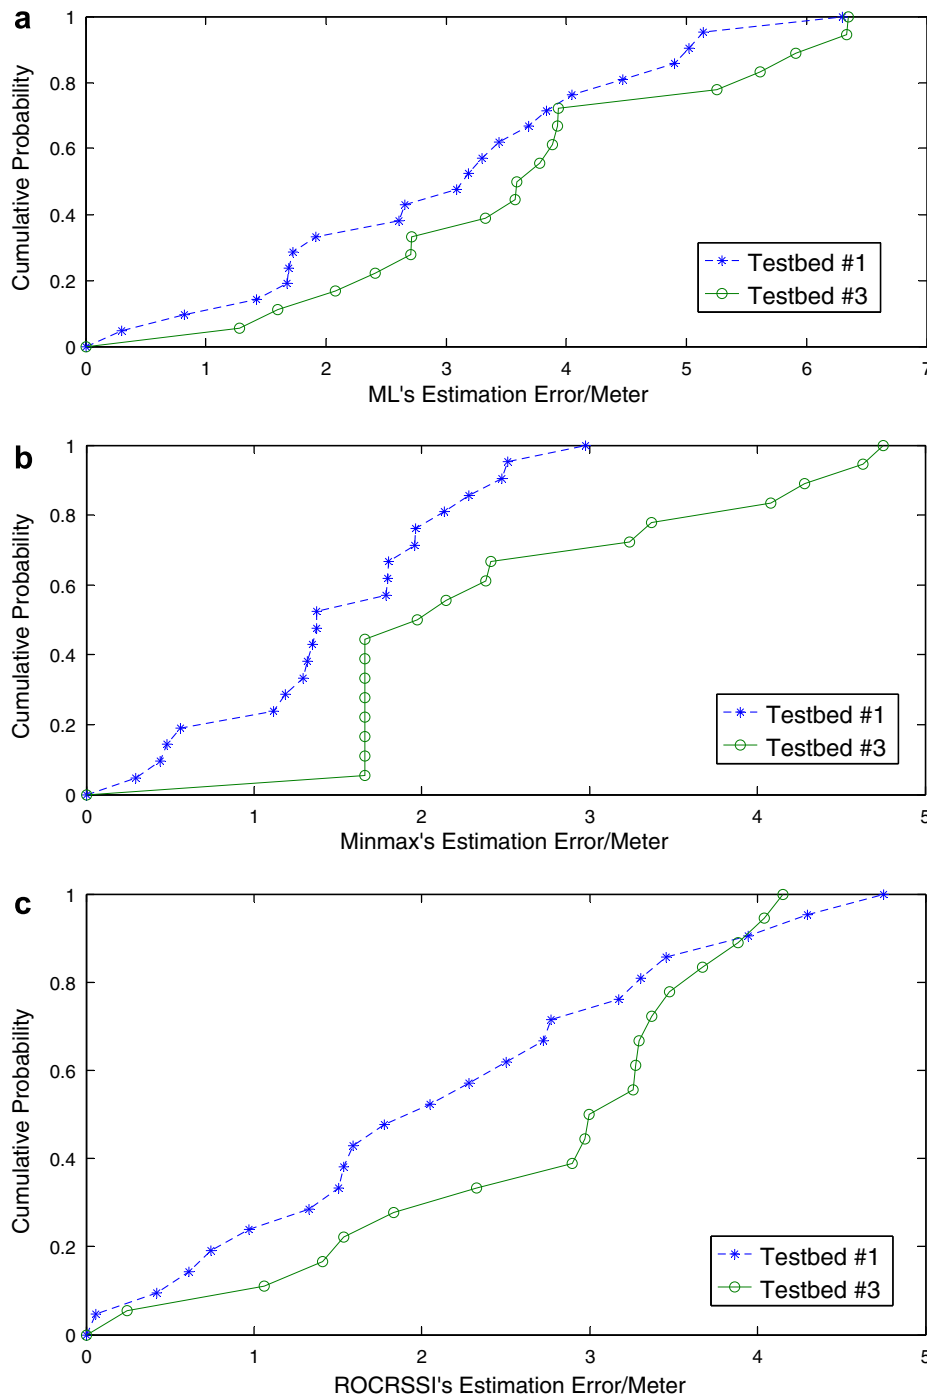 a
1
0.8
0.6
0.4
0.2
0
Cumulative Probability
Testbed #1
Testbed #3
0 1 2 3 4 5 6 7
ML's Estimation Error/Meter
b
1
0.8
0.6
0.4
0.2
0
Cumulative Probability
Testbed #1
Testbed #3
0 1 2 3 4 5
Minmax's Estimation Error/Meter
c
1
0.8
0.6
0.4
0.2
0
Cumulative Probability
Testbed #1
Testbed #3
0 1 2 3 4 5
ROCRSSI's Estimation Error/Meter